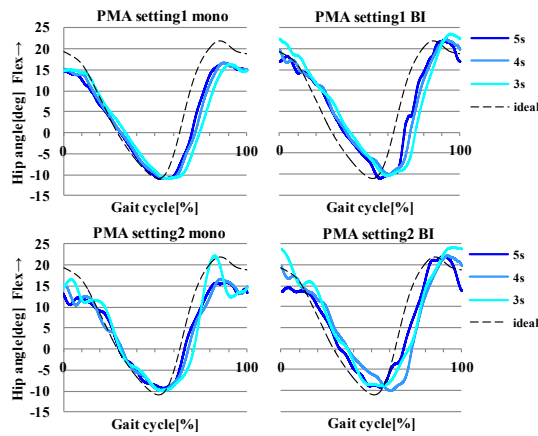 PMA setting1 mono
PMA setting1 BI
Hip angle[deg] Flex→
25
20
15
10
5
0
-5
-10
-15
0
100
Gait cycle[%]
0
100
Gait cycle[%]
5s
4s
3s
ideal
PMA setting2 mono
PMA setting2 BI
Hip angle[deg] Flex→
25
20
15
10
5
0
-5
-10
-15
0
100
Gait cycle[%]
0
100
Gait cycle[%]
5s
4s
3s
ideal